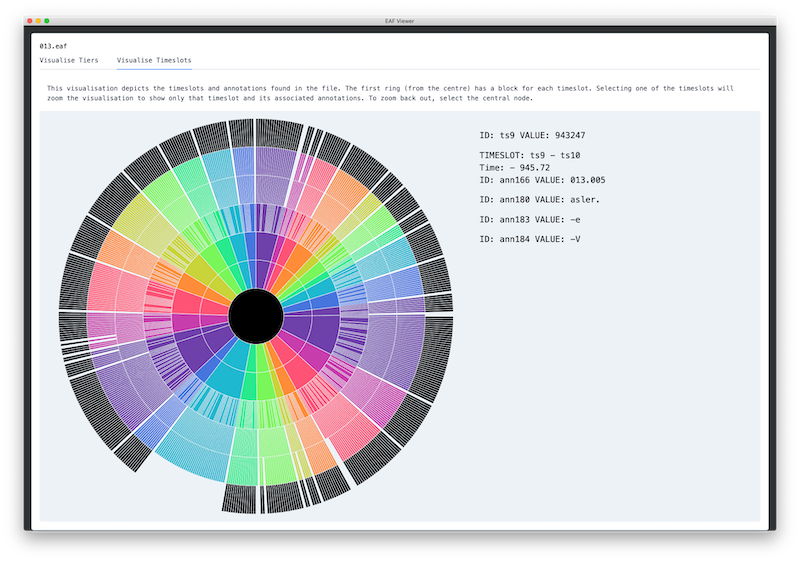 EAF Viewer
013.eaf
Visualise Tiers Visualise Timeslots
This visualisation depicts the timeslots and annotations found in the file. The first ring (from the centre) has a block for each timeslot. Selecting one of the timeslots will
zoom the visualisation to show only that timeslot and its associated annotations. To zoom back out, select the central node.
ID: ts9 VALUE: 943247
TIMESLOT: ts9 - ts10
Time: - 945.72
ID: ann166 VALUE: 013.005
ID: ann180 VALUE: asler.
ID: ann183 VALUE: -e
ID: ann184 VALUE: -V